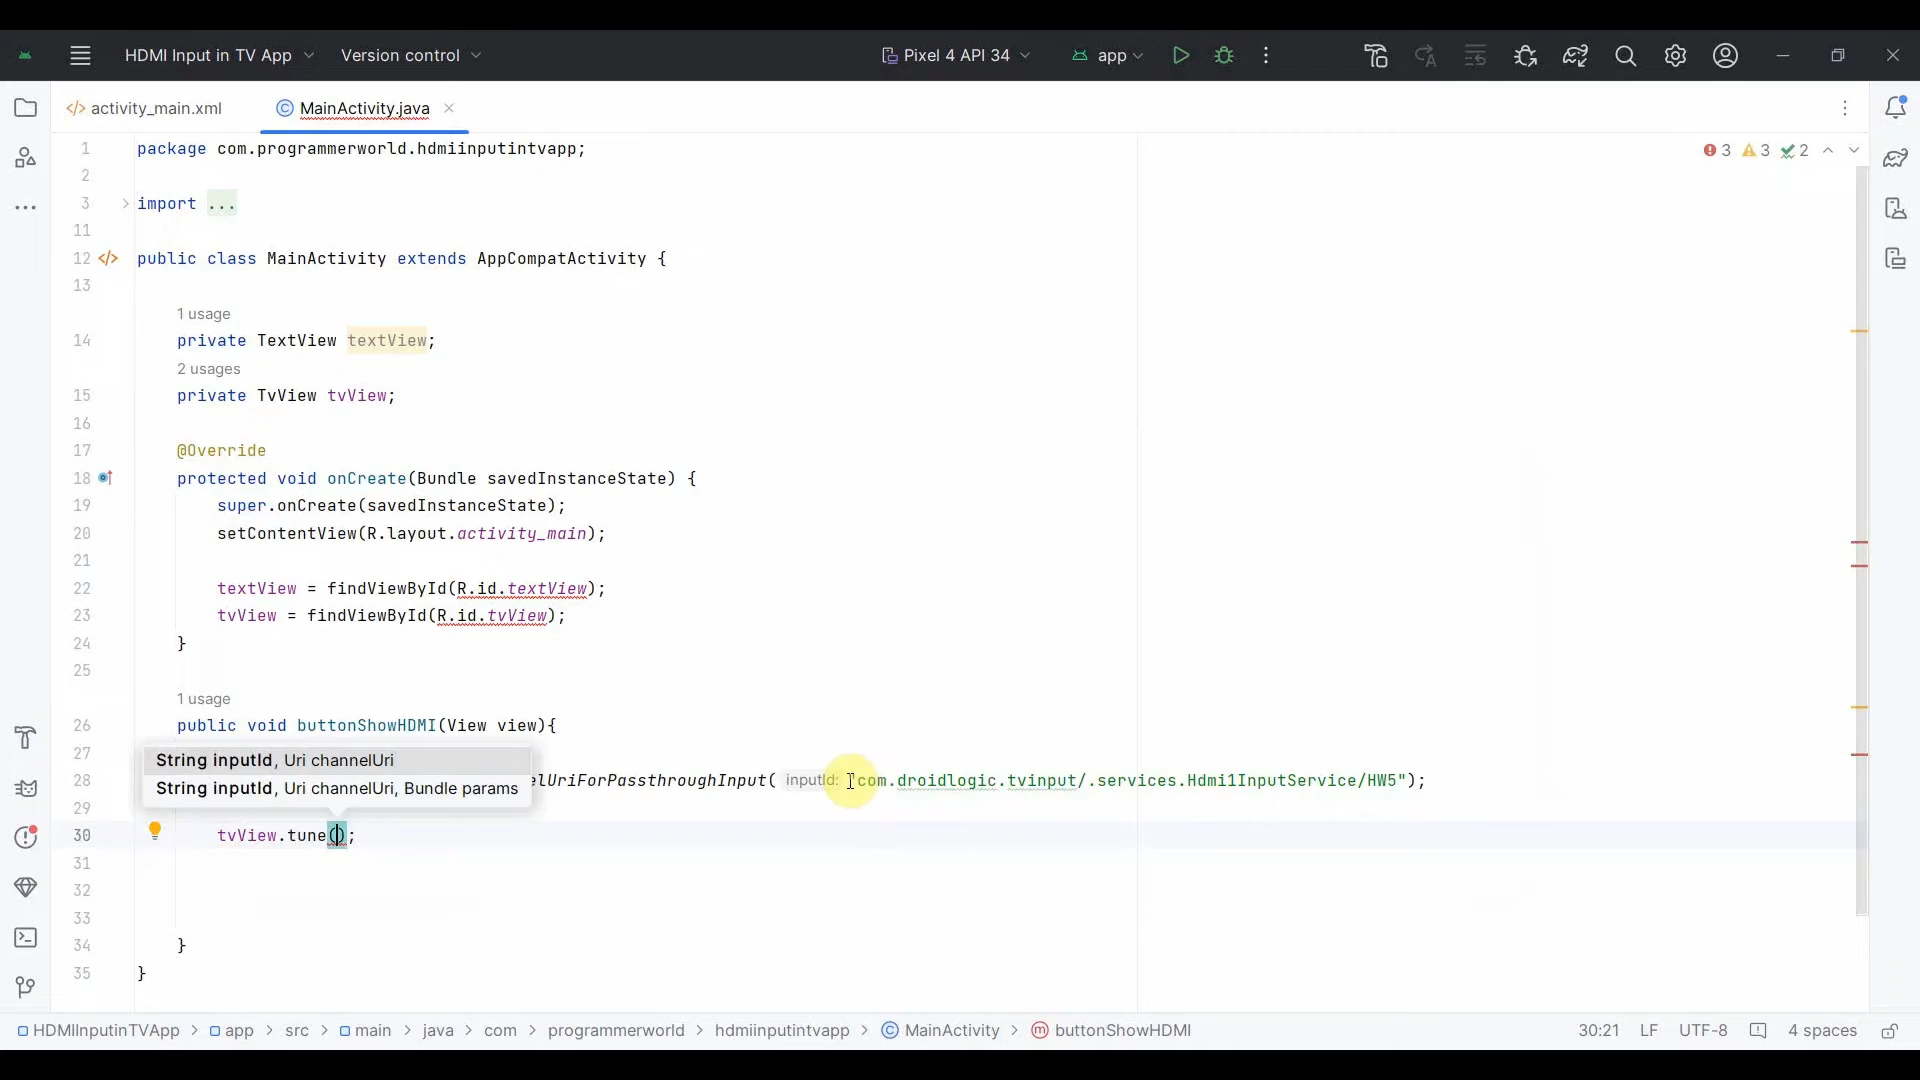 HDMI Input in TV App Version control Pixel 4 API 34 app
</> activity_main.xml MainActivity.java
1 package com.programmerworld.hdmiinputintvapp; 3 3 2
2
3 import ...
11
12 </> public class MainActivity extends AppCompatActivity {
13
1 usage
14 private TextView textView;
2 usages
15 private TvView tvView;
16
17 @Override
18 protected void onCreate(Bundle savedInstanceState) {
19 super.onCreate(savedInstanceState);
20 setContentView(R.layout.activity_main);
21
22 textView = findViewById(R.id.textView);
23 tvView = findViewById(R.id.tvView);
24 }
25
1 usage
26 public void buttonShowHDMI(View view){
27 String inputId, Uri channelUri
28 String inputId, Uri channelUri, Bundle params elUriForPassthroughInput( inputId: "com.droidlogic.tvinput/.services.Hdmi1InputService/HW5");
29
30 tvView.tune();
31
32
33
34 }
35 }
HDMIInputinTVApp > app > src > main > java > com > programmerworld > hdmiinputintvapp > MainActivity > buttonShowHDMI 30:21 LF UTF-8 4 spaces